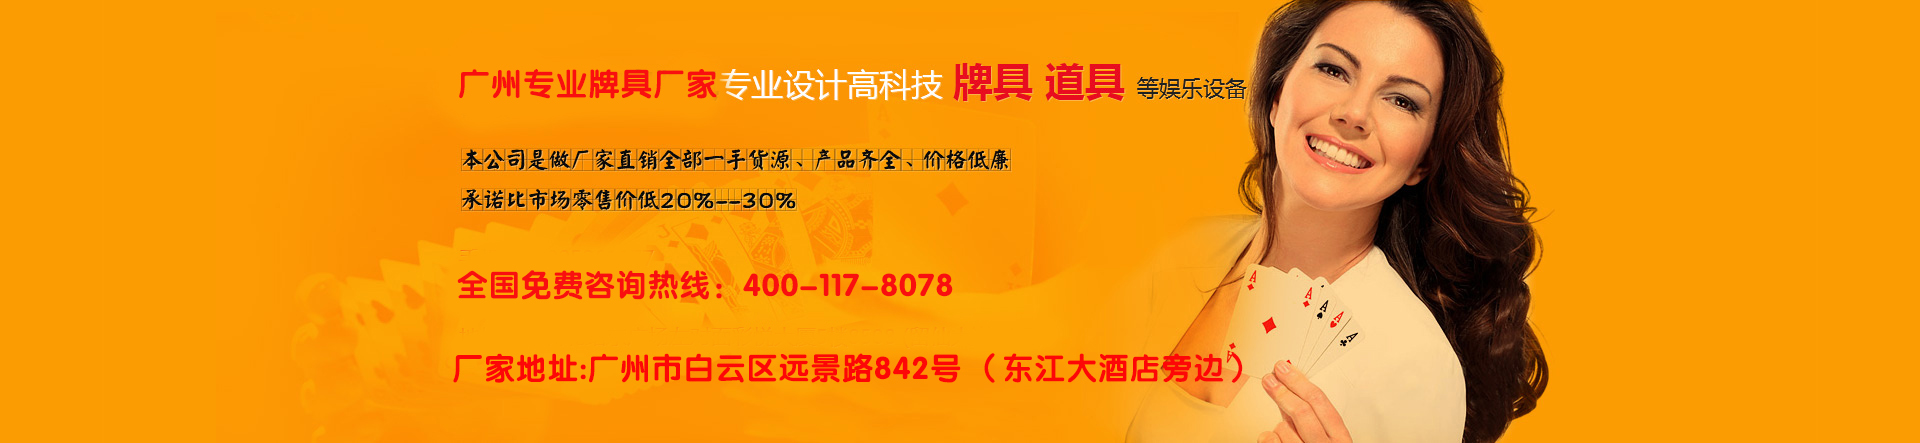 广州专业牌具厂家专业设计高科技 牌具 道具 等娱乐设备
本公司是做厂家直销全部一手货源、产品齐全、价格低廉
承诺比市场零售价低20%--30%
全国免费咨询热线：400-117-8078
厂家地址:广州市白云区远景路842号（东江大酒店旁边）